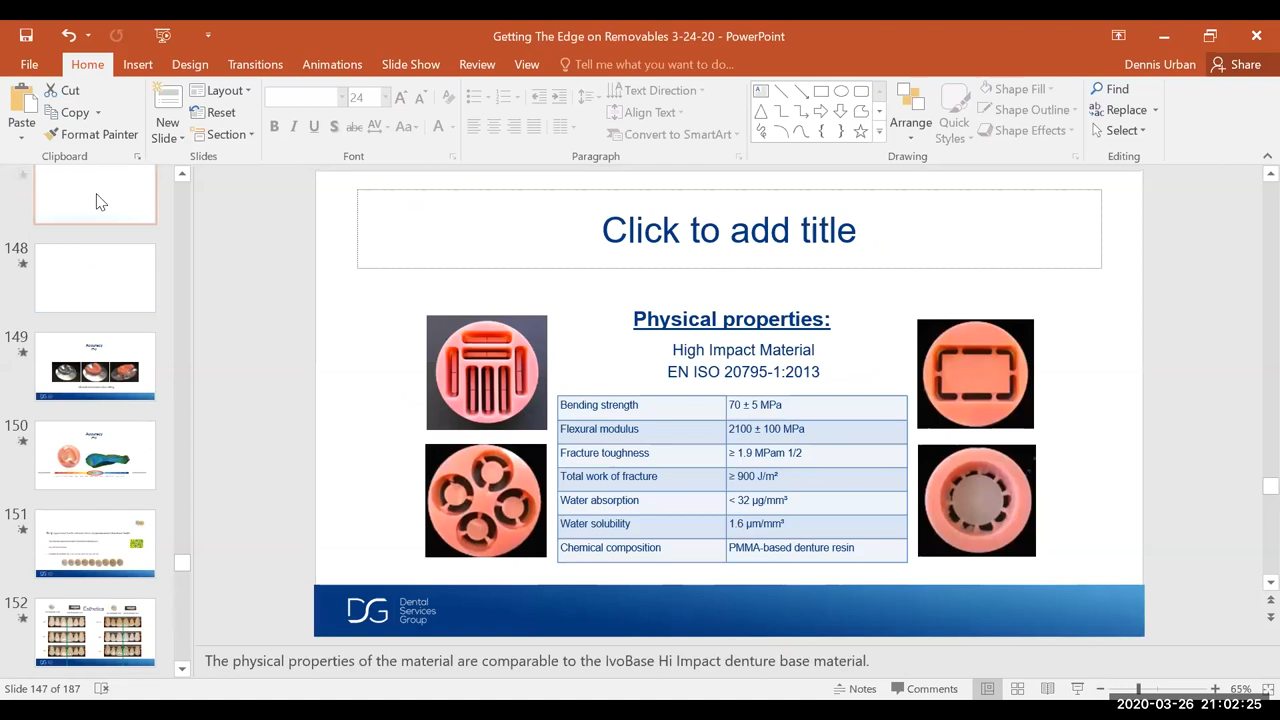 Getting The Edge on Removables 3-24-20 - PowerPoint
File Home Insert Design Transitions Animations Slide Show Review View Tell me what you want to do... Dennis Urban Share
Paste
Cut
Copy
Format Painter
Clipboard
New Slide
Layout
Reset
Section
Slides
24
Font
Text Direction
Align Text
Convert to SmartArt
Paragraph
Arrange
Quick Styles
Shape Fill
Shape Outline
Shape Effects
Drawing
Find
Replace
Select
Editing
148
149
Accuracy
150
Accuracy
151
152
Esthetics
Click to add title
Physical properties:
High Impact Material
EN ISO 20795-1:2013
Bending strength 70 ± 5 MPa
Flexural modulus 2100 ± 100 MPa
Fracture toughness ≥ 1.9 MPam 1/2
Total work of fracture ≥ 900 J/m²
Water absorption < 32 µg/mm³
Water solubility 1.6 µm/mm³
Chemical composition PMMA-based denture resin
DG Dental Services Group
The physical properties of the material are comparable to the IvoBase Hi Impact denture base material.
Slide 147 of 187 Notes Comments 65%
2020-03-26 21:02:25